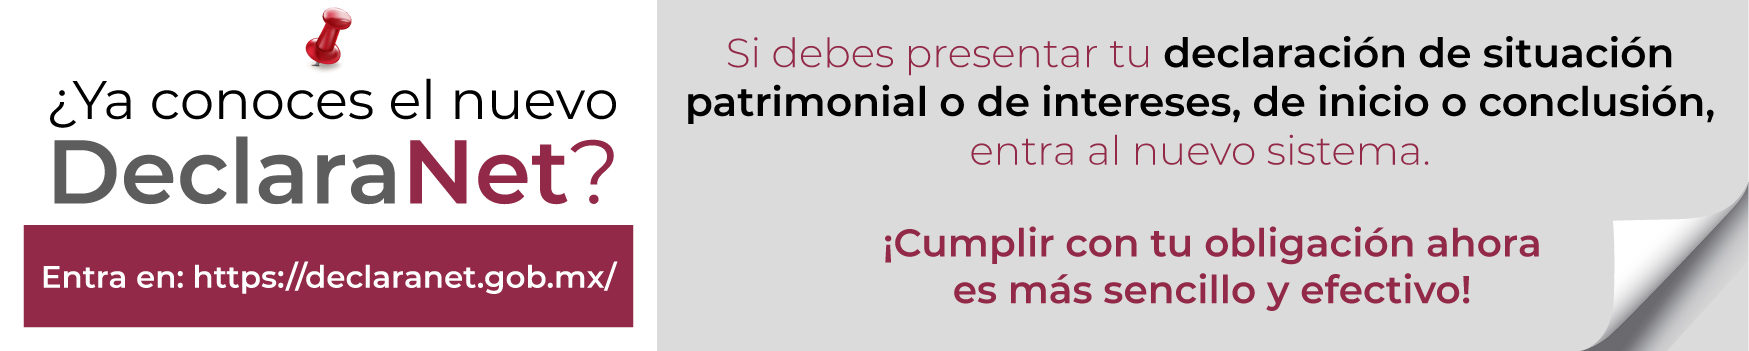 ¿Ya conoces el nuevo
DeclaraNet?
Entra en: https://declaranet.gob.mx/
Si debes presentar tu declaración de situación
patrimonial o de intereses, de inicio o conclusión,
entra al nuevo sistema.
¡Cumplir con tu obligación ahora
es más sencillo y efectivo!